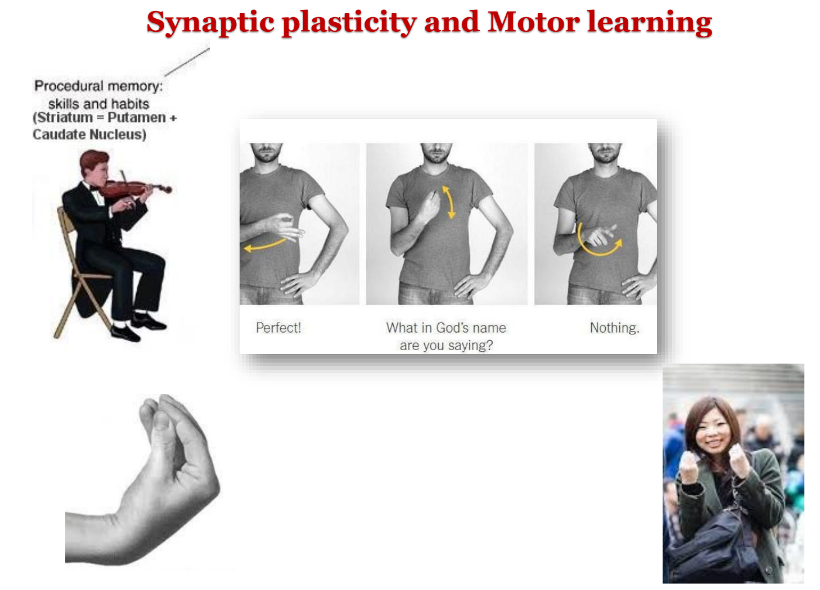 Synaptic plasticity and Motor learning
Procedural memory:
skills and habits
(Striatum = Putamen +
Caudate Nucleus)
Perfect!
What in God's name
are you saying?
Nothing.